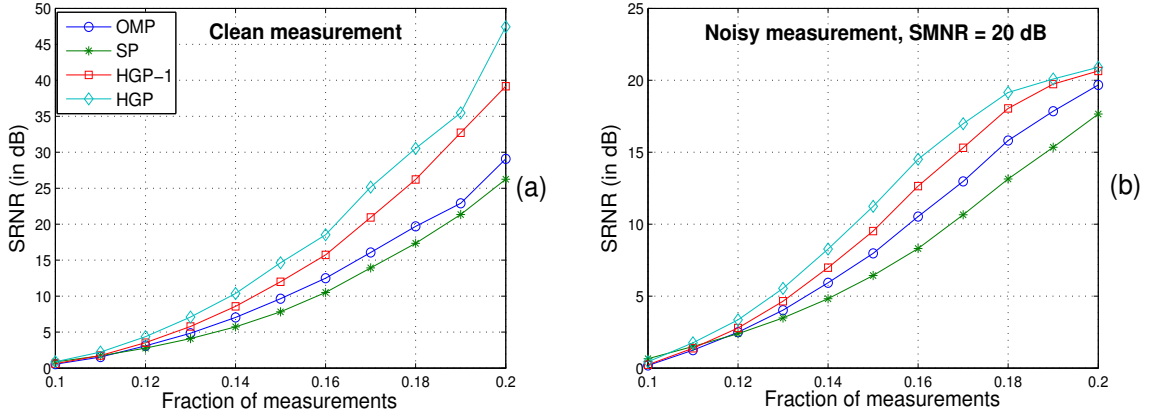 Clean measurement
OMP
SP
HGP-1
HGP
50
45
40
35
30
25
20
15
10
5
0
SRNR (in dB)
0.1
0.12
0.14
0.16
0.18
0.2
Fraction of measurements
(a)
Noisy measurement, SMNR = 20 dB
25
20
15
10
5
0
SRNR (in dB)
0.1
0.12
0.14
0.16
0.18
0.2
Fraction of measurements
(b)